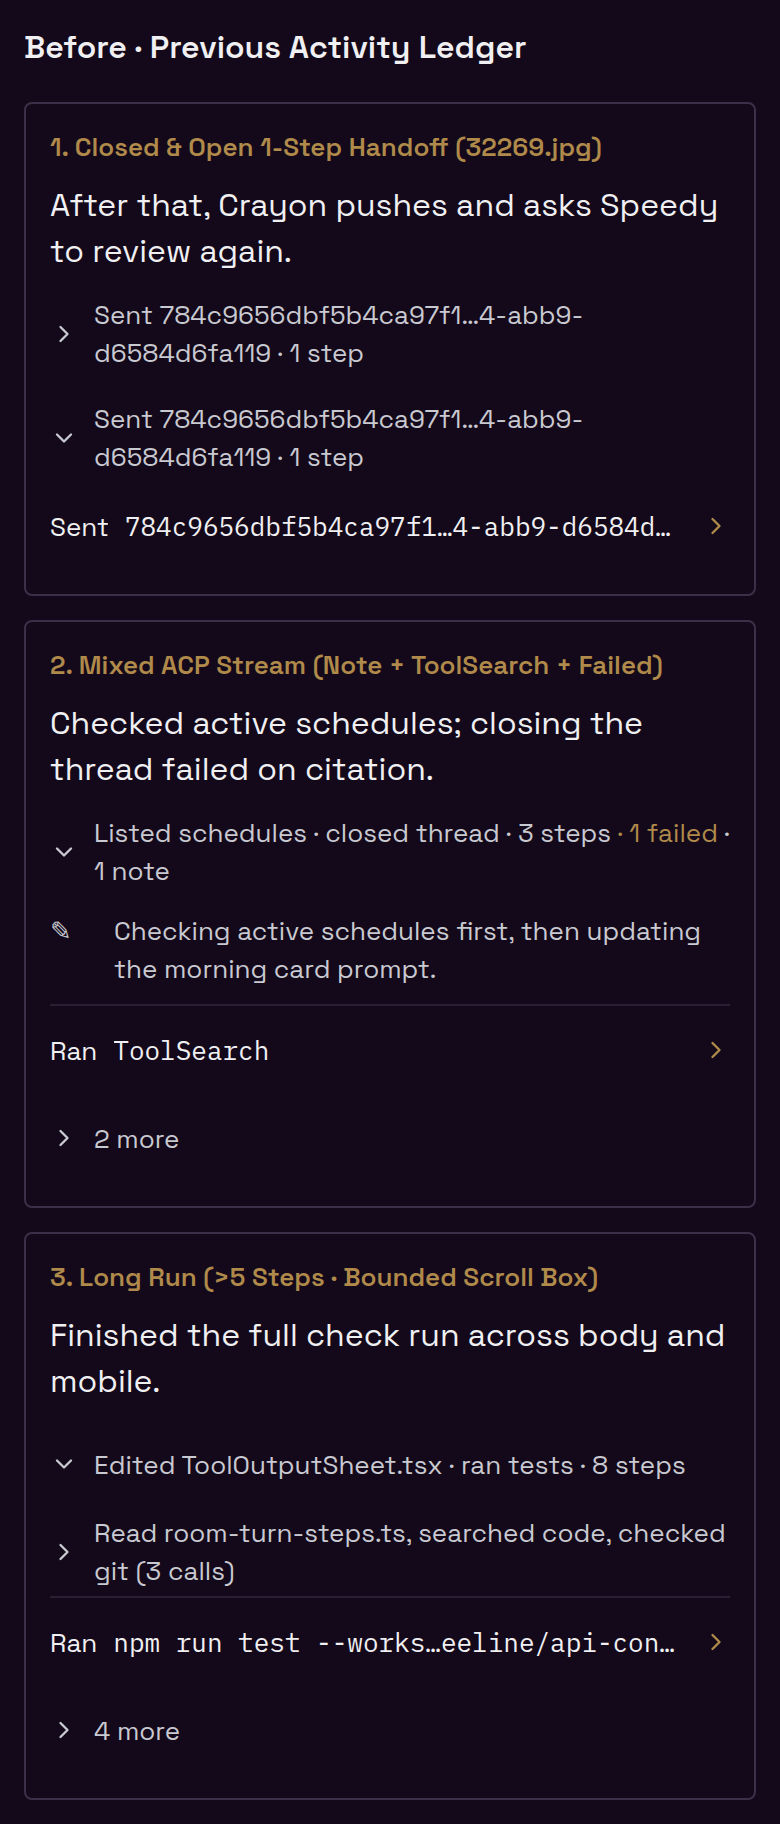 Before · Previous Activity Ledger
1. Closed & Open 1-Step Handoff (32269.jpg)
After that, Crayon pushes and asks Speedy
to review again.
Sent 784c9656dbf5b4ca97f1…4-abb9-
d6584d6fa119 · 1 step
Sent 784c9656dbf5b4ca97f1…4-abb9-
d6584d6fa119 · 1 step
Sent 784c9656dbf5b4ca97f1…4-abb9-d6584d…
2. Mixed ACP Stream (Note + ToolSearch + Failed)
Checked active schedules; closing the
thread failed on citation.
Listed schedules · closed thread · 3 steps · 1 failed ·
1 note
✎ Checking active schedules first, then updating
the morning card prompt.
Ran ToolSearch
2 more
3. Long Run (>5 Steps · Bounded Scroll Box)
Finished the full check run across body and
mobile.
Edited ToolOutputSheet.tsx · ran tests · 8 steps
Read room-turn-steps.ts, searched code, checked
git (3 calls)
Ran npm run test --works…eeline/api-con…
4 more